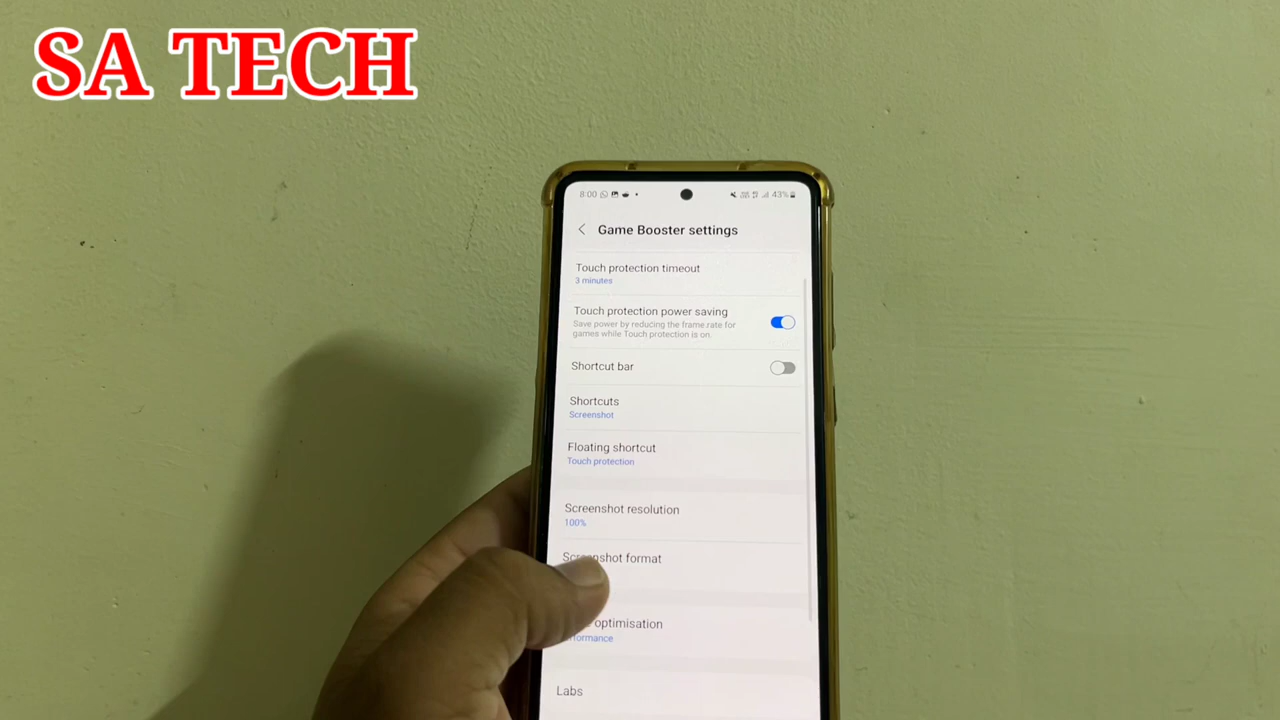 SA TECH
8:00
43%
Game Booster settings
Touch protection timeout
3 minutes
Touch protection power saving
Save power by reducing the frame rate for
games while Touch protection is on.
Shortcut bar
Shortcuts
Screenshot
Floating shortcut
Touch protection
Screenshot resolution
100%
Screenshot format
optimisation
Labs